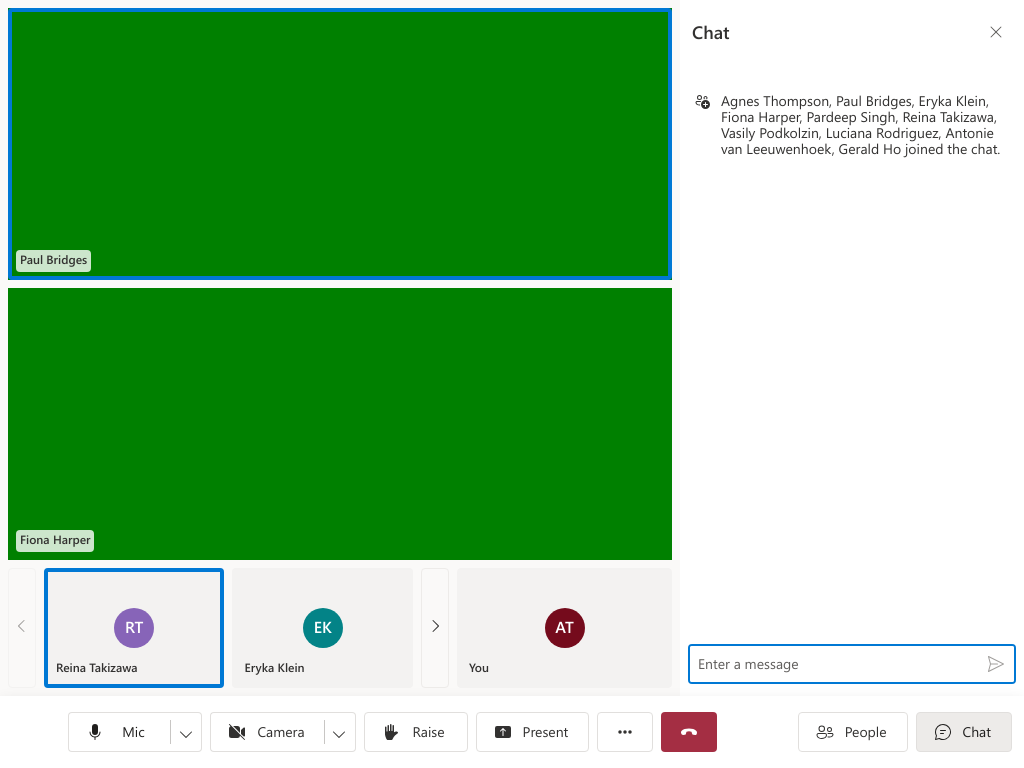 Paul Bridges
Fiona Harper
RT
Reina Takizawa
EK
Eryka Klein
AT
You
Chat
Agnes Thompson, Paul Bridges, Eryka Klein,
Fiona Harper, Pardeep Singh, Reina Takizawa,
Vasily Podkolzin, Luciana Rodriguez, Antonie
van Leeuwenhoek, Gerald Ho joined the chat.
Enter a message
Mic
Camera
Raise
Present
People
Chat